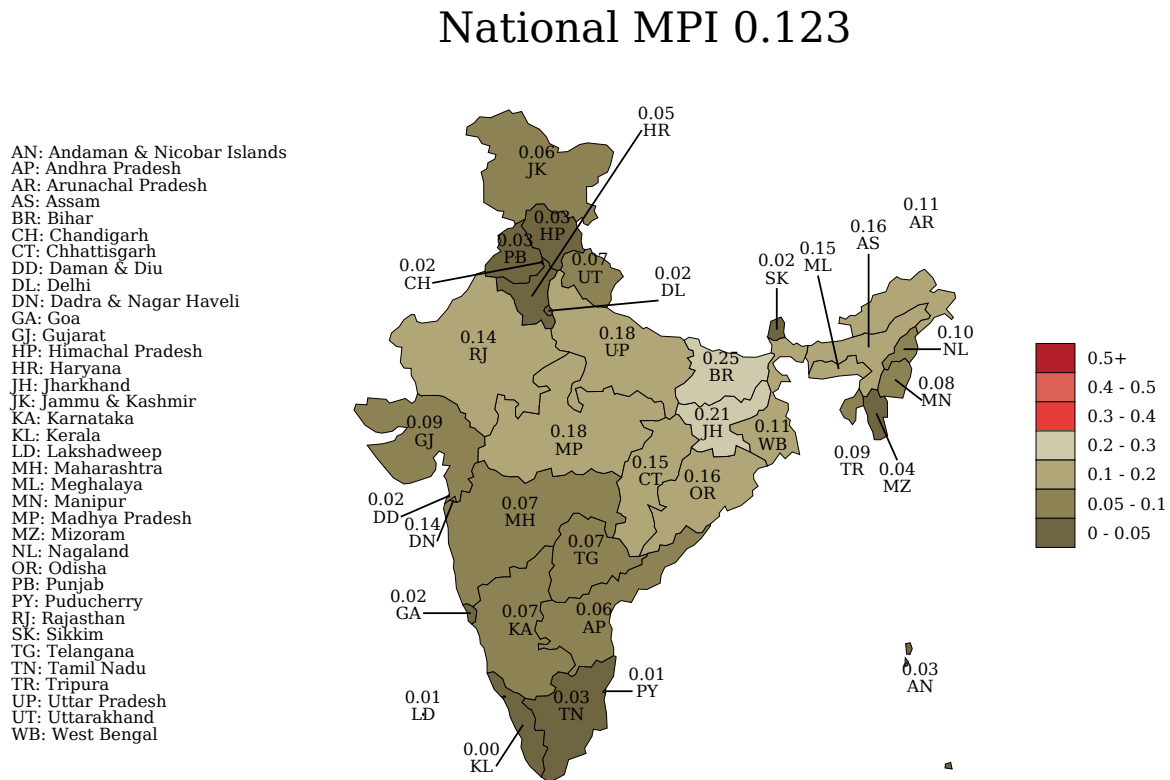 National MPI 0.123
AN: Andaman & Nicobar Islands
AP: Andhra Pradesh
AR: Arunachal Pradesh
AS: Assam
BR: Bihar
CH: Chandigarh
CT: Chhattisgarh
DD: Daman & Diu
DL: Delhi
DN: Dadra & Nagar Haveli
GA: Goa
GJ: Gujarat
HP: Himachal Pradesh
HR: Haryana
JH: Jharkhand
JK: Jammu & Kashmir
KA: Karnataka
KL: Kerala
LD: Lakshadweep
MH: Maharashtra
ML: Meghalaya
MN: Manipur
MP: Madhya Pradesh
MZ: Mizoram
NL: Nagaland
OR: Odisha
PB: Punjab
PY: Puducherry
RJ: Rajasthan
SK: Sikkim
TG: Telangana
TN: Tamil Nadu
TR: Tripura
UP: Uttar Pradesh
UT: Uttarakhand
WB: West Bengal
0.05
HR
0.06
JK
0.03
HP
0.03
PB
0.02
CH
0.07
UT
0.02
DL
0.02
SK
0.15
ML
0.16
AS
0.11
AR
0.14
RJ
0.18
UP
0.25
BR
0.10
NL
0.08
MN
0.09
GJ
0.18
MP
0.21
JH
0.11
WB
0.15
CT
0.16
OR
0.09
TR
0.04
MZ
0.02
DD
0.14
DN
0.07
MH
0.07
TG
0.02
GA
0.07
KA
0.06
AP
0.01
LD
0.03
TN
0.01
PY
0.03
AN
0.00
KL
0.5+
0.4 - 0.5
0.3 - 0.4
0.2 - 0.3
0.1 - 0.2
0.05 - 0.1
0 - 0.05